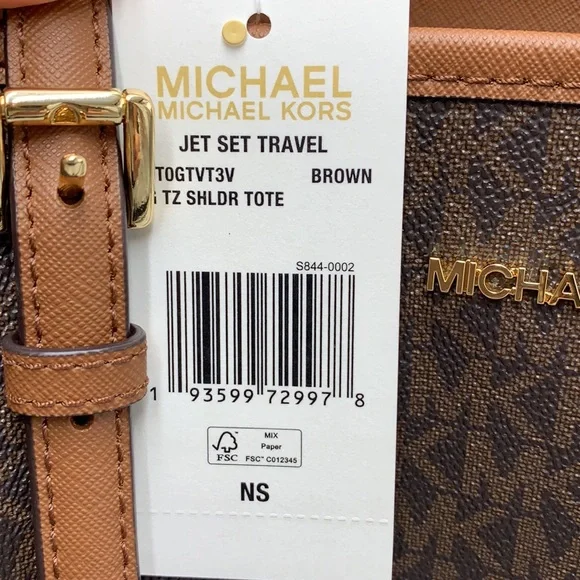 MICHAEL
MICHAEL KORS
JET SET TRAVEL
T0GTVT3V BROWN
TZ SHLDR TOTE
S844-0002
1 93599 72997 8
FSC
MIX
Paper
FSC™ C012345
NS
MICHA